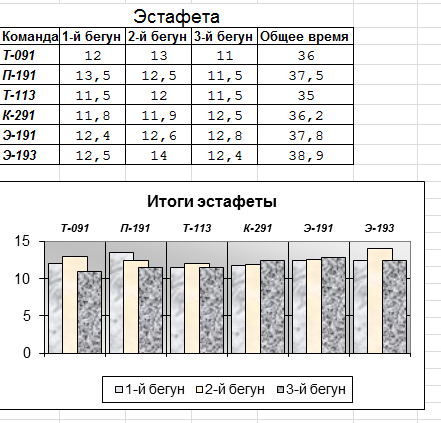 Эстафета
Команда 1-й бегун 2-й бегун 3-й бегун Общее время
Т-091 12 13 11 36
П-191 13,5 12,5 11,5 37,5
Т-113 11,5 12 11,5 35
К-291 11,8 11,9 12,5 36,2
Э-191 12,4 12,6 12,8 37,8
Э-193 12,5 14 12,4 38,9
Итоги эстафеты
Т-091 П-191 Т-113 К-291 Э-191 Э-193
15
10
5
0
1-й бегун 2-й бегун 3-й бегун